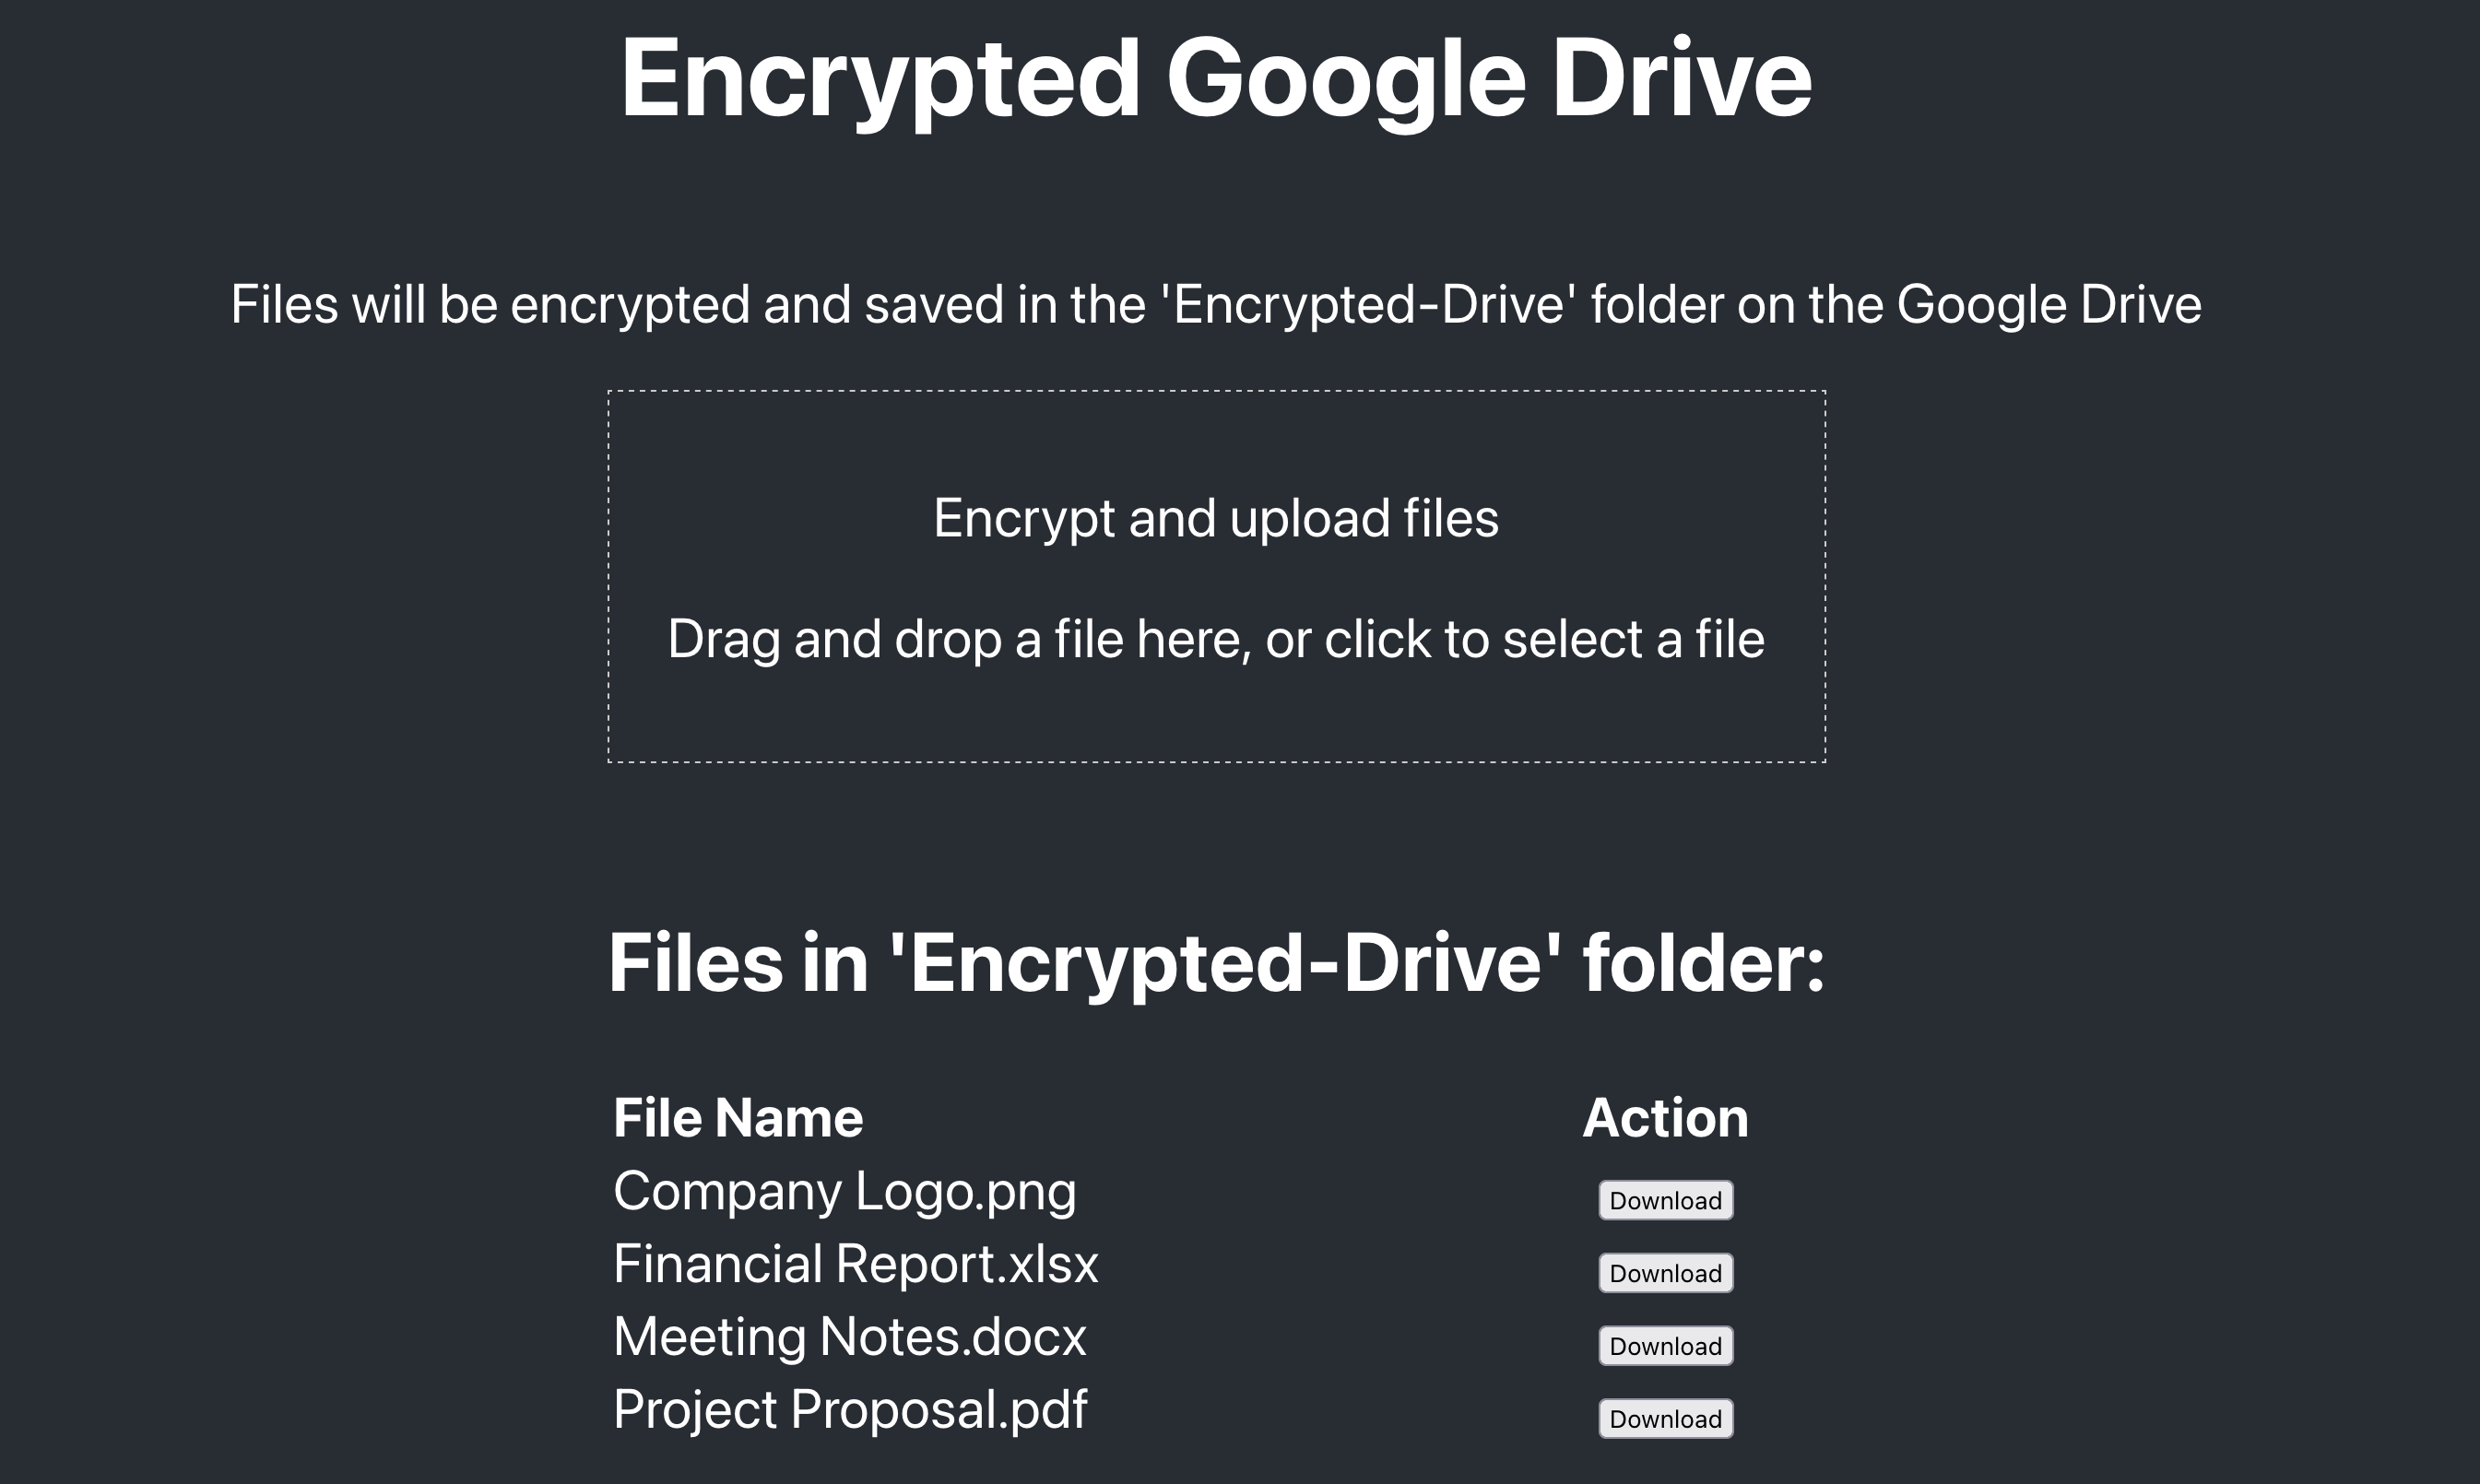 Encrypted Google Drive
Files will be encrypted and saved in the 'Encrypted-Drive' folder on the Google Drive
Encrypt and upload files
Drag and drop a file here, or click to select a file
Files in 'Encrypted-Drive' folder:
File Name Action
Company Logo.png Download
Financial Report.xlsx Download
Meeting Notes.docx Download
Project Proposal.pdf Download